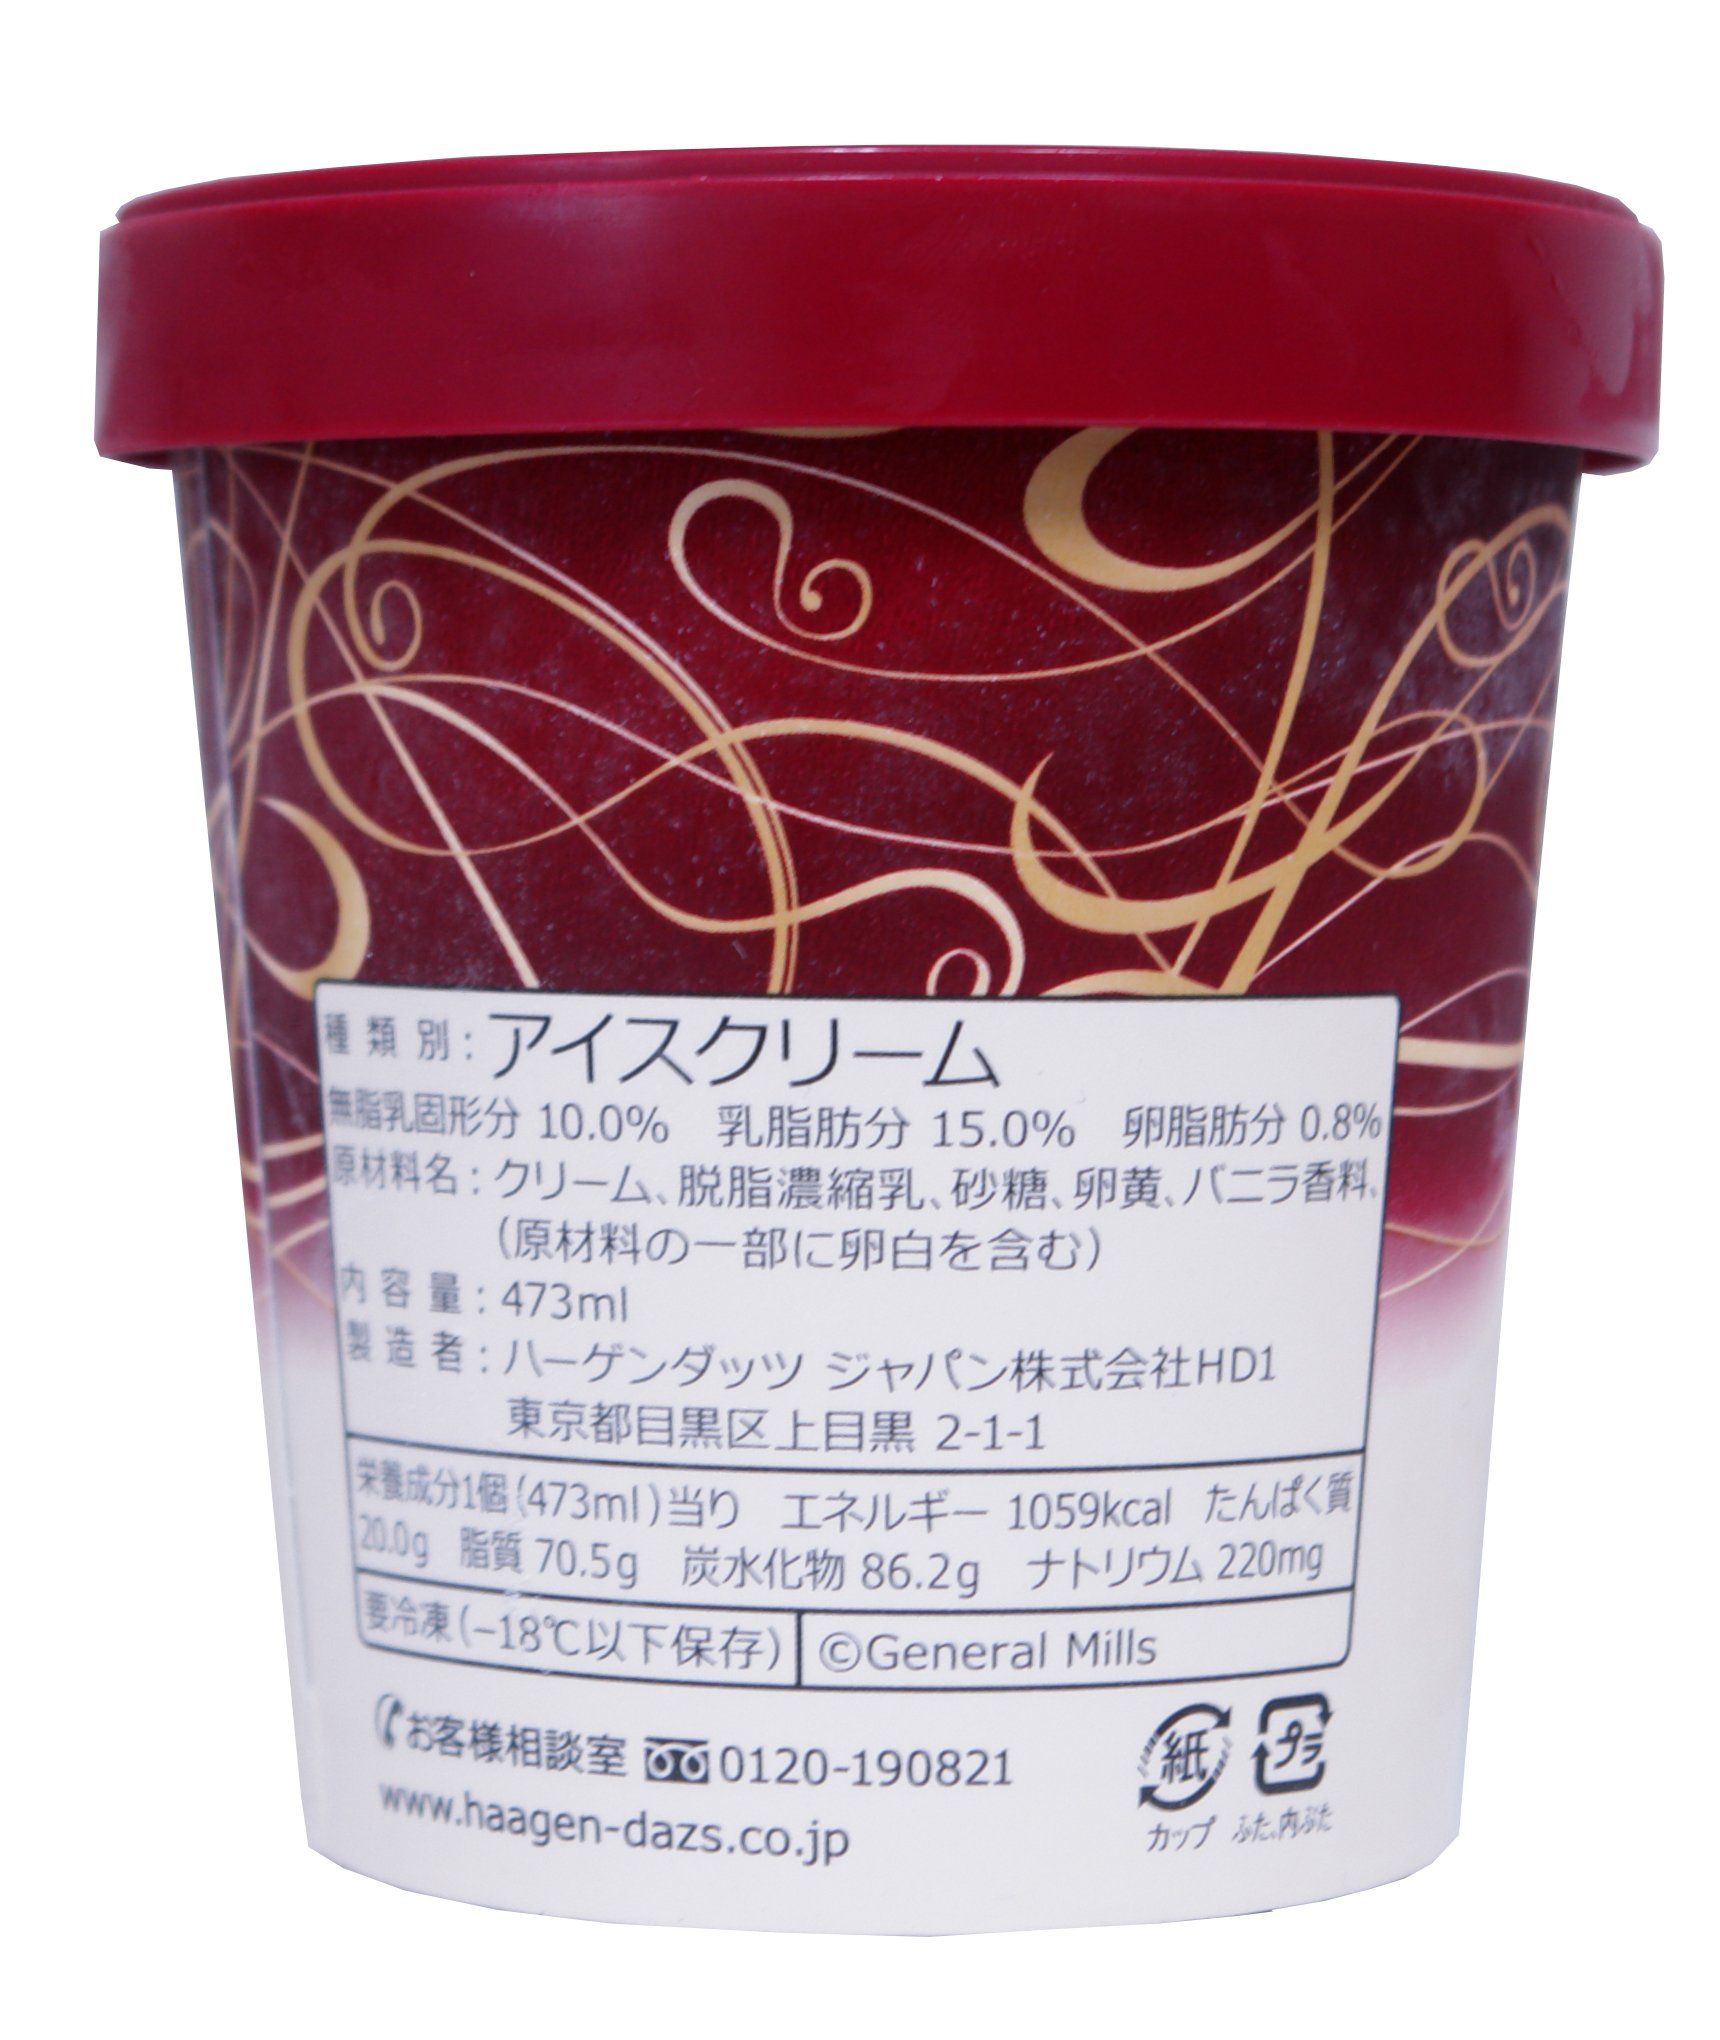 種類別：アイスクリーム
無脂乳固形分 10.0%　乳脂肪分 15.0%　卵脂肪分 0.8%
原材料名：クリーム、脱脂濃縮乳、砂糖、卵黄、バニラ香料、
（原材料の一部に卵白を含む）
内容量：473ml
製造者：ハーゲンダッツ ジャパン株式会社HD1
東京都目黒区上目黒 2-1-1
栄養成分1個(473ml)当り　エネルギー 1059kcal　たんぱく質
20.0g　脂質 70.5g　炭水化物 86.2g　ナトリウム 220mg
要冷凍(−18℃以下保存)　©General Mills
お客様相談室 0120-190821
www.haagen-dazs.co.jp
紙　プラ
カップ　ふた、内ぶた